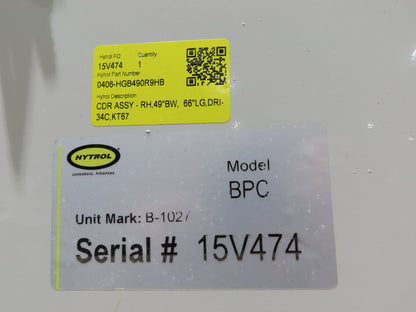 Hytrol FO Quantity
15V474 1
Hytrol Part Number
0406-HGB490R9HB
Hytrol Description
CDR ASSY - RH,49"BW, 66"LG,DRI-
34C,KT67
HYTROL
Jonesboro, Arkansas
Model
BPC
Unit Mark: B-1027
Serial # 15V474